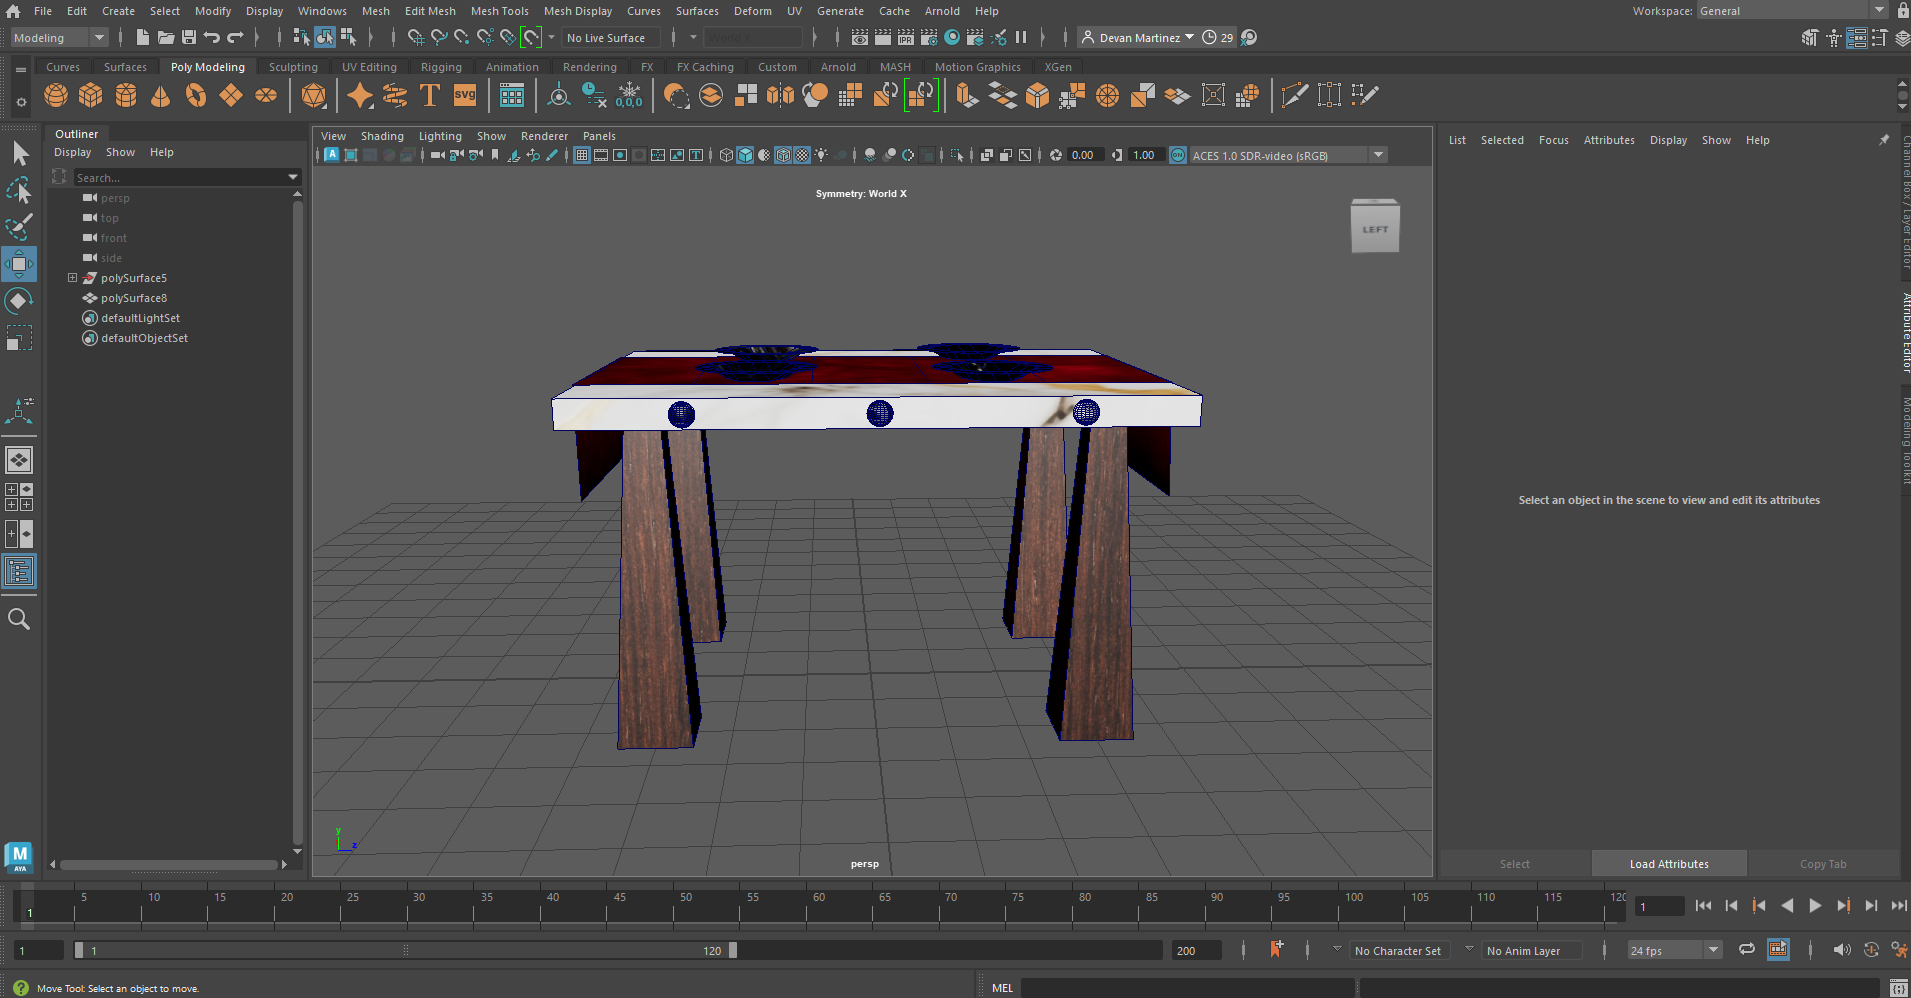 File Edit Create Select Modify Display Windows Mesh Edit Mesh Mesh Tools Mesh Display Curves Surfaces Deform UV Generate Cache Arnold Help Workspace: General
Modeling No Live Surface Devan Martinez 29
Curves Surfaces Poly Modeling Sculpting UV Editing Rigging Animation Rendering FX FX Caching Custom Arnold MASH Motion Graphics XGen
SVG 0,0,0
Outliner
Display Show Help
Search...
persp
top
front
side
polySurface5
polySurface8
defaultLightSet
defaultObjectSet
View Shading Lighting Show Renderer Panels
0.00 1.00 ACES 1.0 SDR-video (sRGB)
Symmetry: World X
LEFT
y
z
persp
List Selected Focus Attributes Display Show Help
Channel Box / Layer Editor
Attribute Editor
Modeling Toolkit
Select an object in the scene to view and edit its attributes
Select Load Attributes Copy Tab
M
AYA
5 10 15 20 25 30 35 40 45 50 55 60 65 70 75 80 85 90 95 100 105 110 115 120
1 1
1 1 120 200 No Character Set No Anim Layer 24 fps
Move Tool: Select an object to move. MEL